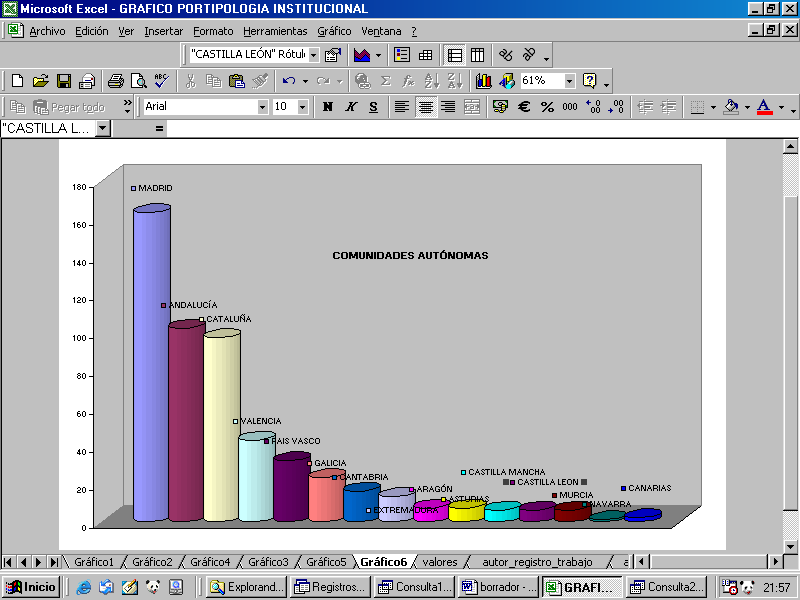 Microsoft Excel - GRAFICO PORTIPOLOGIA INSTITUCIONAL
Archivo Edición Ver Insertar Formato Herramientas Gráfico Ventana ?
"CASTILLA LEÓN" Rótulo
61%
Pegar todo Arial 10 N K S € % 000
"CASTILLA L... =
180
MADRID
160
COMUNIDADES AUTÓNOMAS
140
120
ANDALUCÍA
CATALUÑA
100
80
60
VALENCIA
PAIS VASCO
40
GALICIA
CANTABRIA
CASTILLA MANCHA
CASTILLA LEON
ARAGÓN
CANARIAS
20
ASTURIAS
MURCIA
EXTREMADURA
NAVARRA
0
Gráfico1 Gráfico2 Gráfico4 Gráfico3 Gráfico5 Gráfico6 valores autor_registro_trabajo
Inicio Explorand... Registros... Consulta1... borrador - ... GRAFI... Consulta2... 21:57